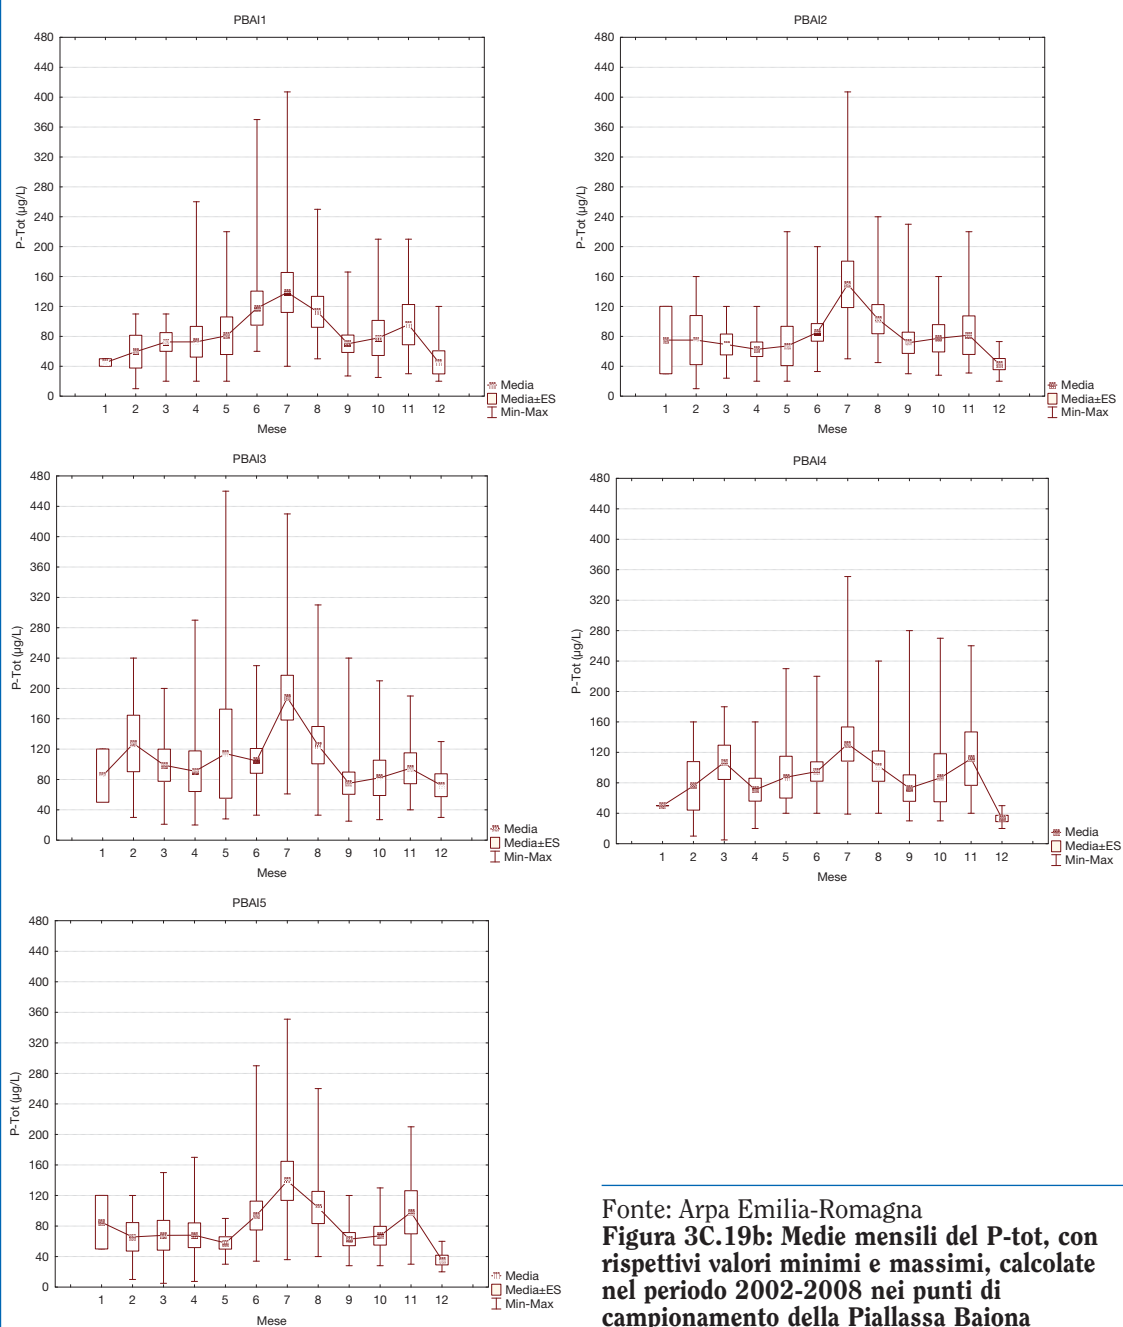 PBAI1
480
440
400
360
320
280
240
200
160
120
80
40
0
P-Tot (µg/L)
1 2 3 4 5 6 7 8 9 10 11 12
Mese
Media
Media±ES
Min-Max
PBAI2
480
440
400
360
320
280
240
200
160
120
80
40
0
P-Tot (µg/L)
1 2 3 4 5 6 7 8 9 10 11 12
Mese
Media
Media±ES
Min-Max
PBAI3
480
440
400
360
320
280
240
200
160
120
80
40
0
P-Tot (µg/L)
1 2 3 4 5 6 7 8 9 10 11 12
Mese
Media
Media±ES
Min-Max
PBAI4
480
440
400
360
320
280
240
200
160
120
80
40
0
P-Tot (µg/L)
1 2 3 4 5 6 7 8 9 10 11 12
Mese
Media
Media±ES
Min-Max
PBAI5
480
440
400
360
320
280
240
200
160
120
80
40
0
P-Tot (µg/L)
1 2 3 4 5 6 7 8 9 10 11 12
Mese
Media
Media±ES
Min-Max
Fonte: Arpa Emilia-Romagna
Figura 3C.19b: Medie mensili del P-tot, con
rispettivi valori minimi e massimi, calcolate
nel periodo 2002-2008 nei punti di
campionamento della Piallassa Baiona